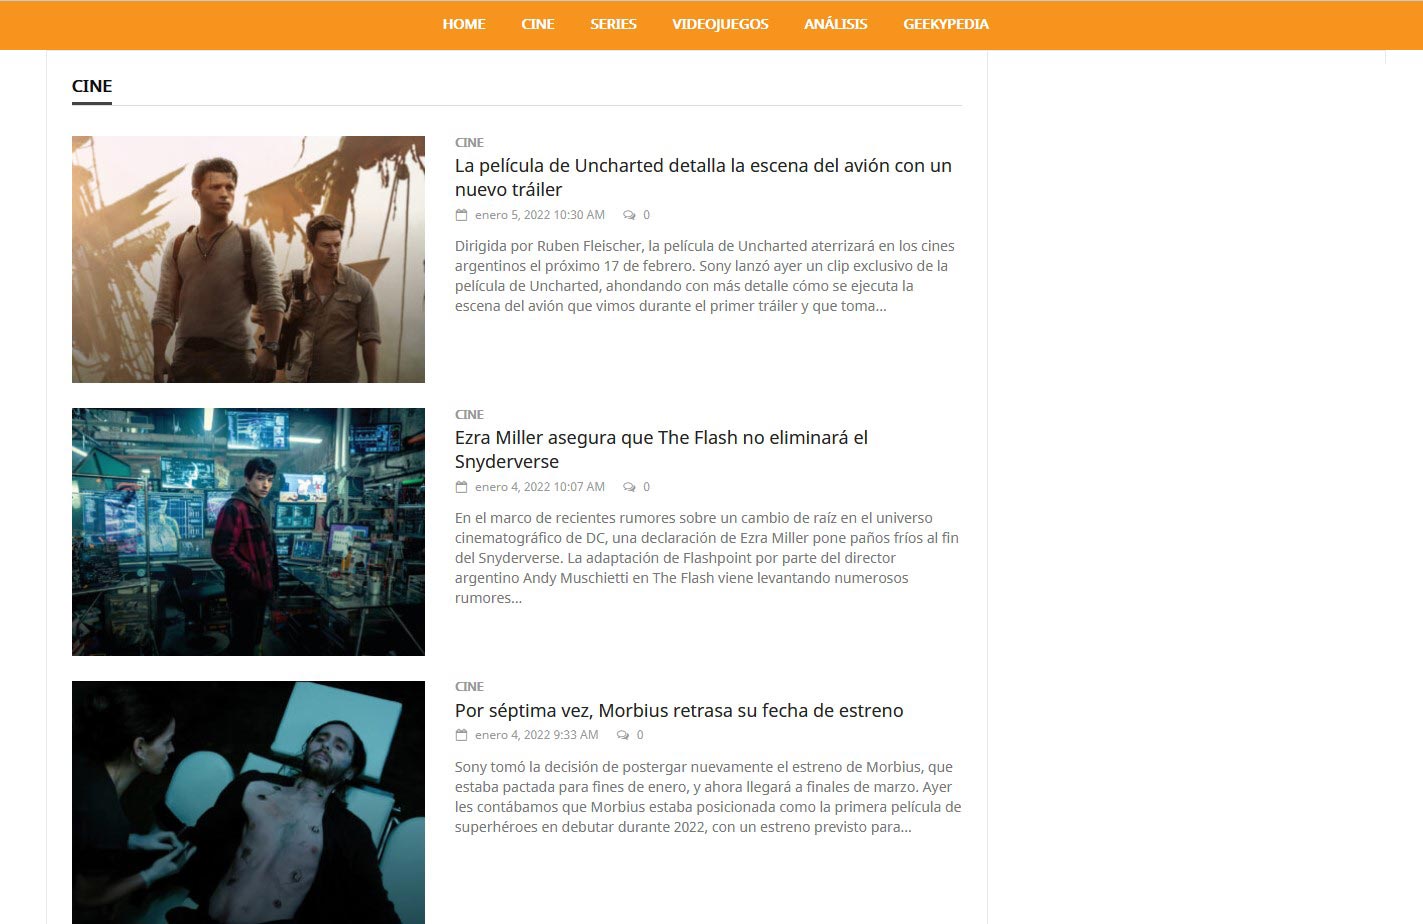 HOME CINE SERIES VIDEOJUEGOS ANÁLISIS GEEKYPEDIA
CINE
CINE
La película de Uncharted detalla la escena del avión con un
nuevo tráiler
enero 5, 2022 10:30 AM 0
Dirigida por Ruben Fleischer, la película de Uncharted aterrizará en los cines
argentinos el próximo 17 de febrero. Sony lanzó ayer un clip exclusivo de la
película de Uncharted, ahondando con más detalle cómo se ejecuta la
escena del avión que vimos durante el primer tráiler y que toma...
CINE
Ezra Miller asegura que The Flash no eliminará el
Snyderverse
enero 4, 2022 10:07 AM 0
En el marco de recientes rumores sobre un cambio de raíz en el universo
cinematográfico de DC, una declaración de Ezra Miller pone paños fríos al fin
del Snyderverse. La adaptación de Flashpoint por parte del director
argentino Andy Muschietti en The Flash viene levantando numerosos
rumores...
CINE
Por séptima vez, Morbius retrasa su fecha de estreno
enero 4, 2022 9:33 AM 0
Sony tomó la decisión de postergar nuevamente el estreno de Morbius, que
estaba pactada para fines de enero, y ahora llegará a finales de marzo. Ayer
les contábamos que Morbius estaba posicionada como la primera película de
superhéroes en debutar durante 2022, con un estreno previsto para...